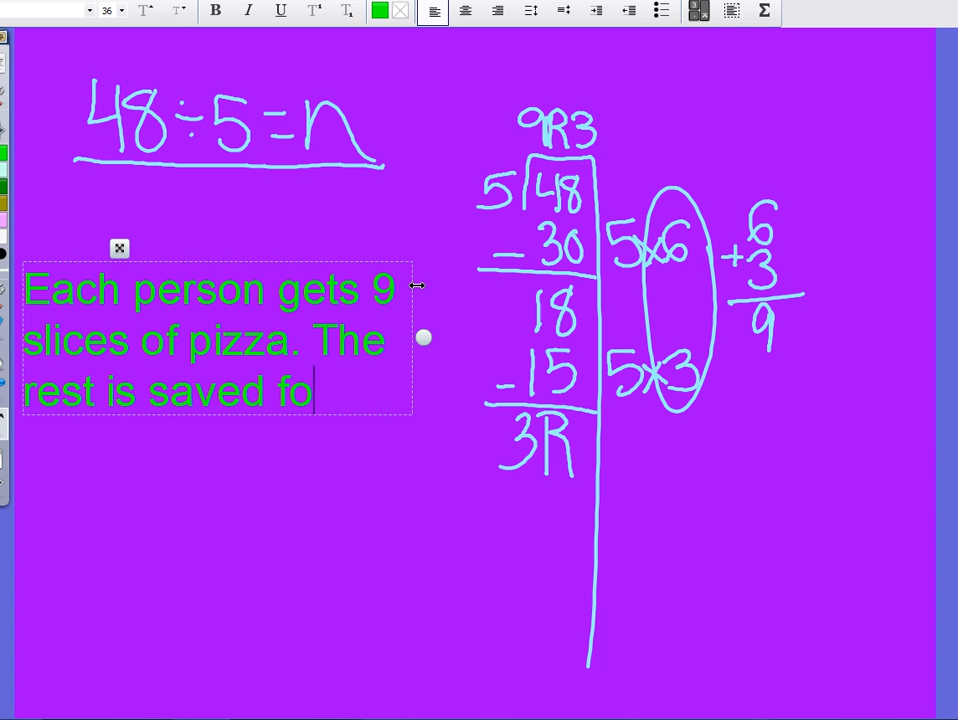 36
B I U T T Σ
48÷5=n
9R3
5 48
- 30 5x6
18
- 15 5x3
3R
6
+3
9
Each person gets 9
slices of pizza. The
rest is saved fo